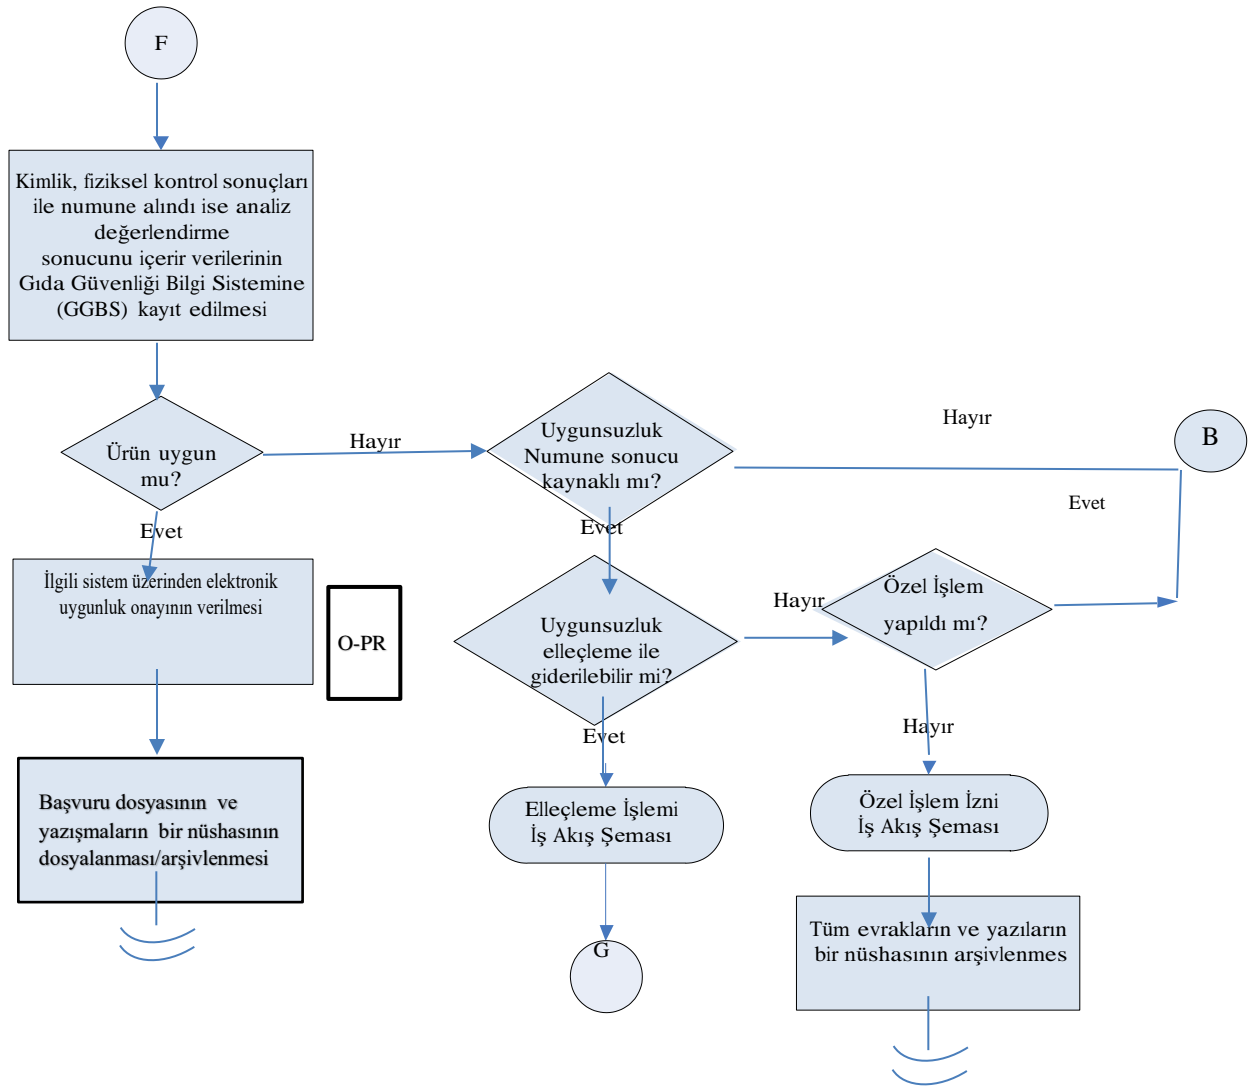 F
Kimlik, fiziksel kontrol sonuçları
ile numune alındı ise analiz
değerlendirme
sonucunu içerir verilerinin
Gıda Güvenliği Bilgi Sistemine
(GGBS) kayıt edilmesi
Ürün uygun
mu?
Hayır
Uygunsuzluk
Numune sonucu
kaynaklı mı?
Hayır
B
Evet
Evet
Evet
İlgili sistem üzerinden elektronik
uygunluk onayının verilmesi
O-PR
Uygunsuzluk
elleçleme ile
giderilebilir mi?
Hayır
Özel İşlem
yapıldı mı?
Evet
Hayır
Başvuru dosyasının ve
yazışmaların bir nüshasının
dosyalanması/arşivlenmesi
Elleçleme İşlemi
İş Akış Şeması
Özel İşlem İzni
İş Akış Şeması
G
Tüm evrakların ve yazıların
bir nüshasının arşivlenmes